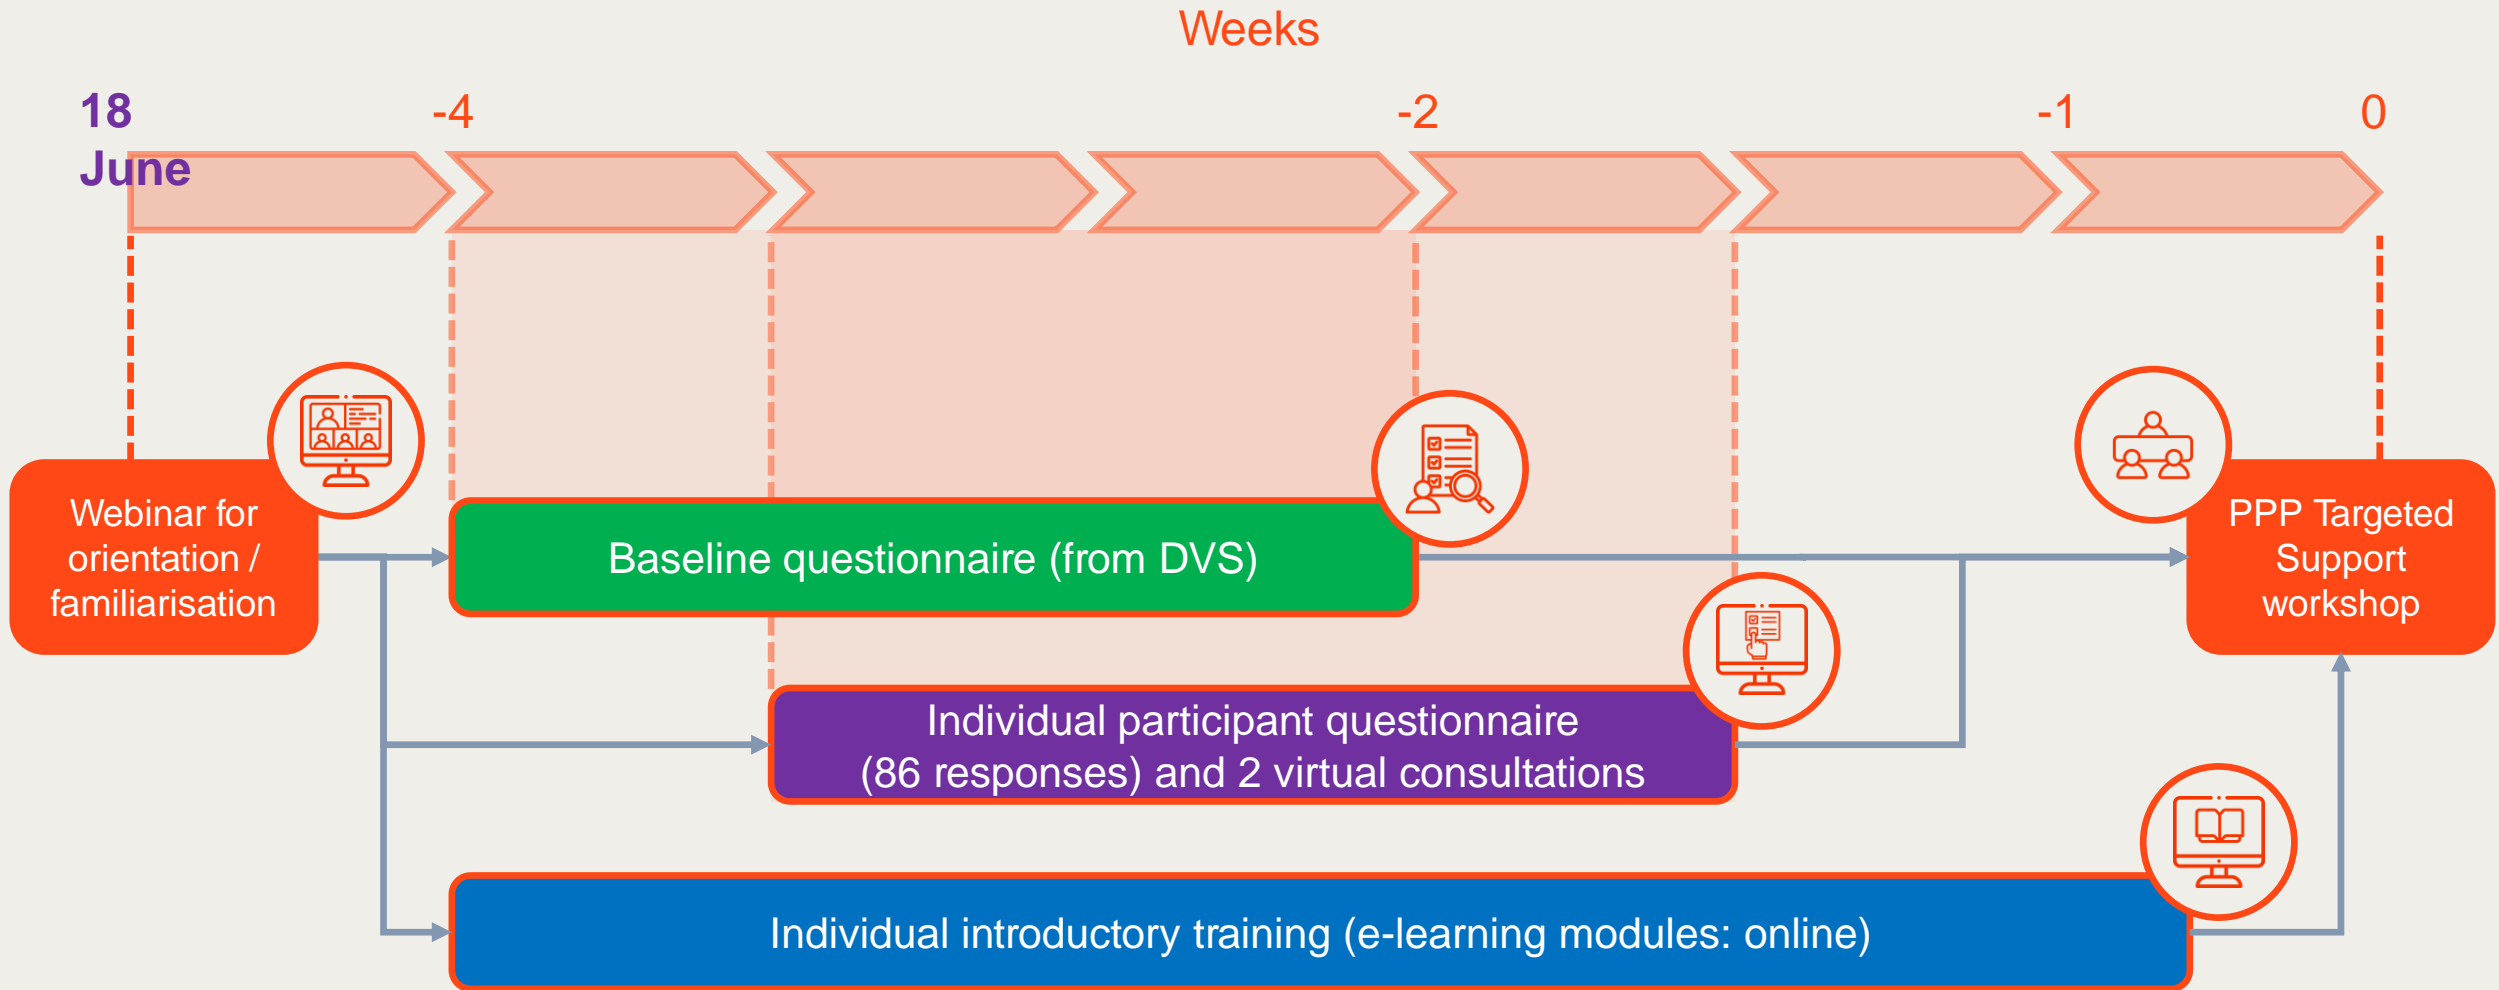 Weeks
18
June
-4
-2
-1
0
Webinar for
orientation /
familiarisation
Baseline questionnaire (from DVS)
PPP Targeted
Support
workshop
Individual participant questionnaire
(86 responses) and 2 virtual consultations
Individual introductory training (e-learning modules: online)